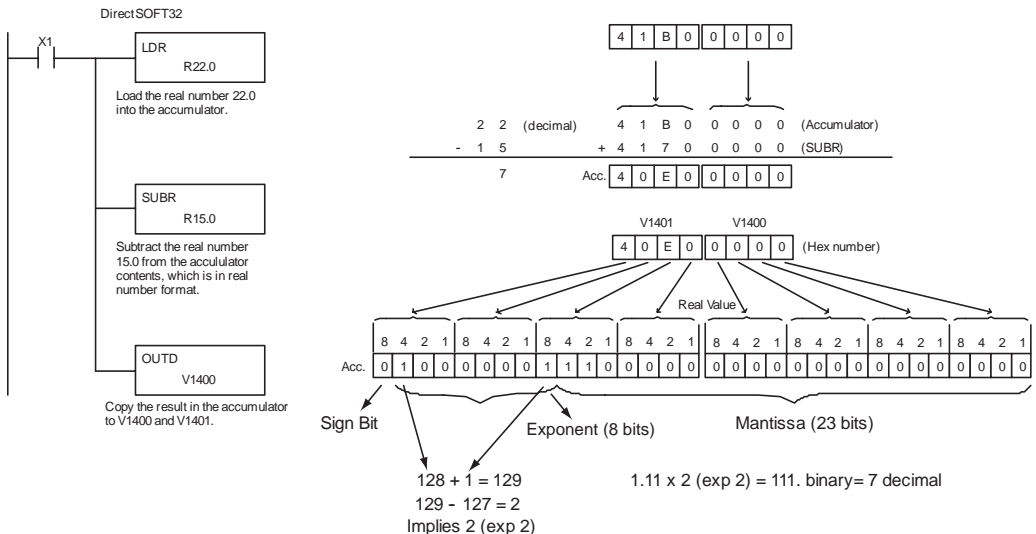 DirectSOFT32
X1
LDR
R22.0
Load the real number 22.0
into the accumulator.
SUBR
R15.0
Subtract the real number
15.0 from the accululator
contents, which is in real
number format.
OUTD
V1400
Copy the result in the accumulator
to V1400 and V1401.
4 1 B 0 0 0 0 0
2 2 (decimal) 4 1 B 0 0 0 0 0 (Accumulator)
- 1 5 + 4 1 7 0 0 0 0 0 (SUBR)
7 Acc. 4 0 E 0 0 0 0 0
V1401 V1400
4 0 E 0 0 0 0 0 (Hex number)
Real Value
8 4 2 1 8 4 2 1 8 4 2 1 8 4 2 1 8 4 2 1 8 4 2 1 8 4 2 1 8 4 2 1
Acc. 0 1 0 0 0 0 0 0 1 1 1 0 0 0 0 0 0 0 0 0 0 0 0 0 0 0 0 0 0 0 0 0
Sign Bit Exponent (8 bits) Mantissa (23 bits)
128 + 1 = 129 1.11 x 2 (exp 2) = 111. binary= 7 decimal
129 - 127 = 2
Implies 2 (exp 2)